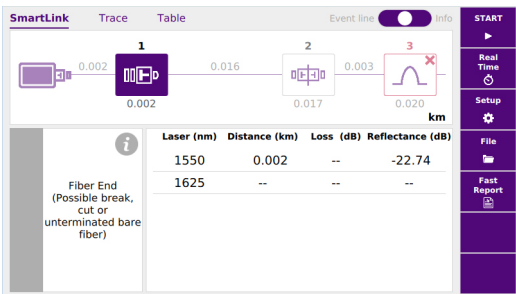 SmartLink Trace Table Event line Info
START
1 2 3
0.002 0.016 0.003
0.002 0.017 0.020
km
Real
Time
Setup
File
Fast
Report
i
Fiber End
(Possible break,
cut or
unterminated bare
fiber)
Laser (nm) Distance (km) Loss (dB) Reflectance (dB)
1550 0.002 -- -22.74
1625 -- -- --